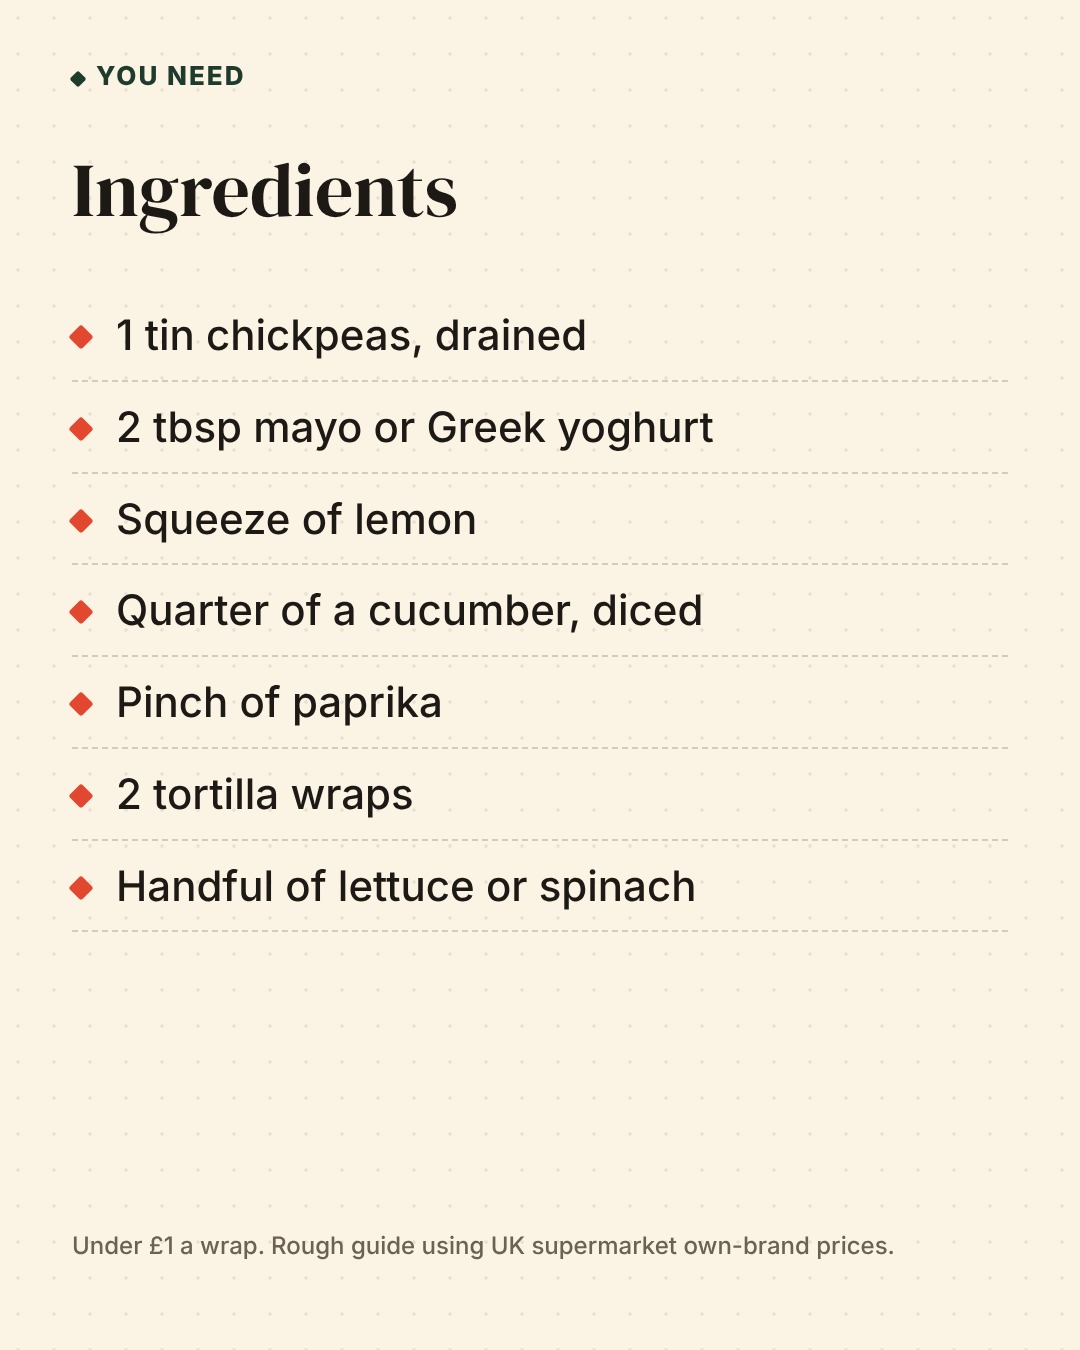 YOU NEED
Ingredients
1 tin chickpeas, drained
2 tbsp mayo or Greek yoghurt
Squeeze of lemon
Quarter of a cucumber, diced
Pinch of paprika
2 tortilla wraps
Handful of lettuce or spinach
Under £1 a wrap. Rough guide using UK supermarket own-brand prices.